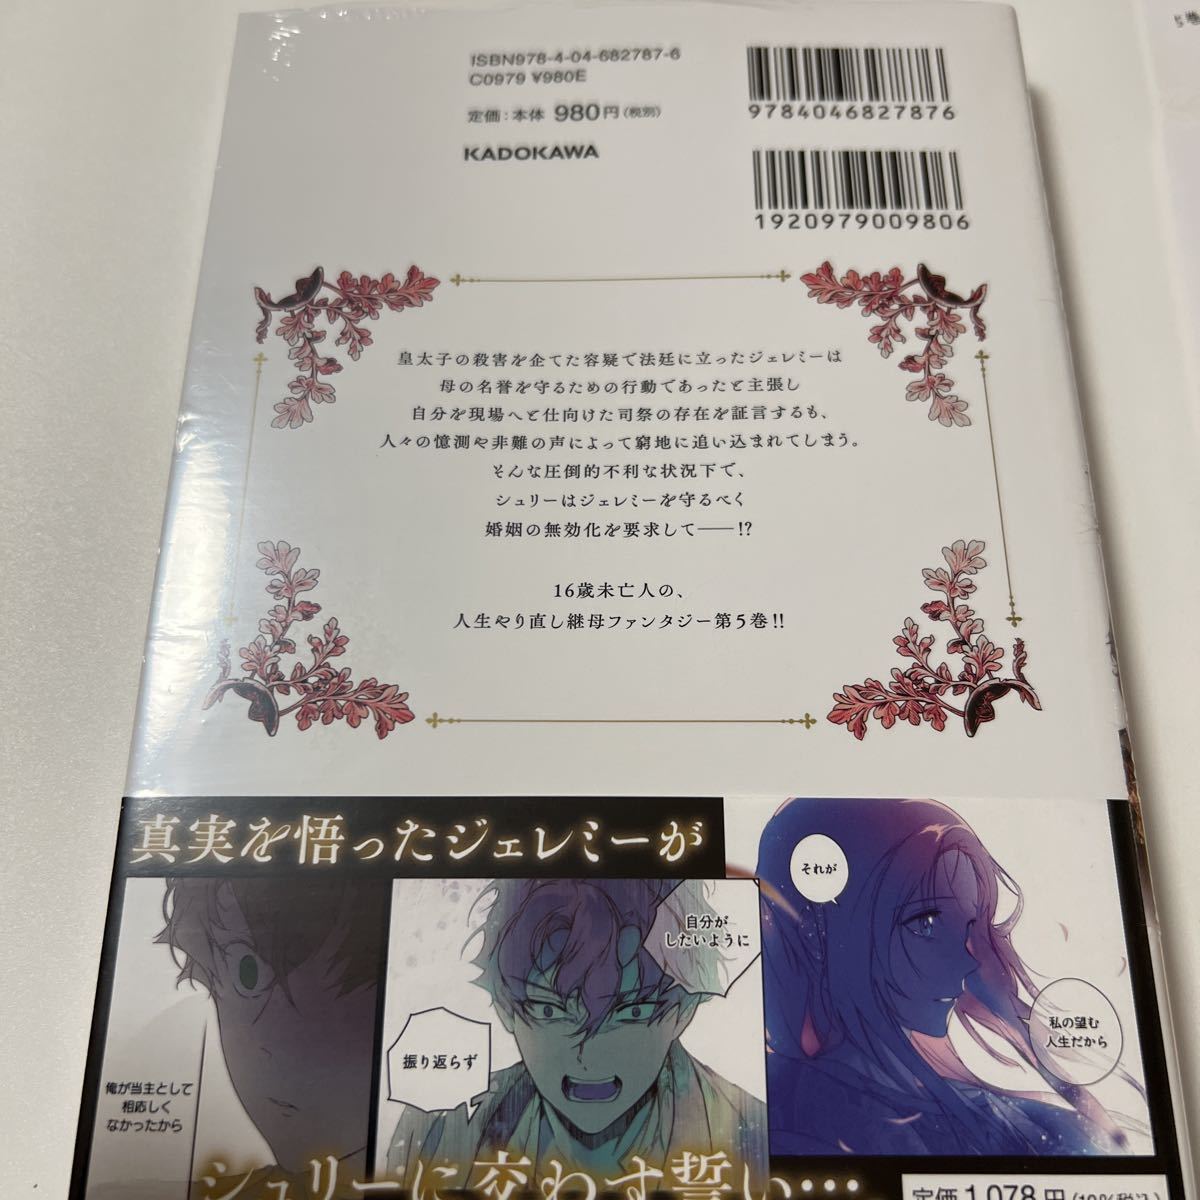 ISBN978-4-04-682787-6
C0979 ¥980E
定価:本体 980円(税別)
KADOKAWA
9784046827876
1920979009806
皇太子の殺害を企てた容疑で法廷に立ったジェレミーは
母の名誉を守るための行動であったと主張し
自分を現場へと仕向けた司祭の存在を証言するも、
人々の憶測や非難の声によって窮地に追い込まれてしまう。
そんな圧倒的不利な状況下で、
シュリーはジェレミーを守るべく
婚姻の無効化を要求して――!?
16歳未亡人の、
人生やり直し継母ファンタジー第5巻!!
真実を悟ったジェレミーが
俺が当主として
相応しく
なかったから
自分が
したいように
振り返らず
それが
私の望む
人生だから
シュリーに交わす誓い…
定価 1,078円